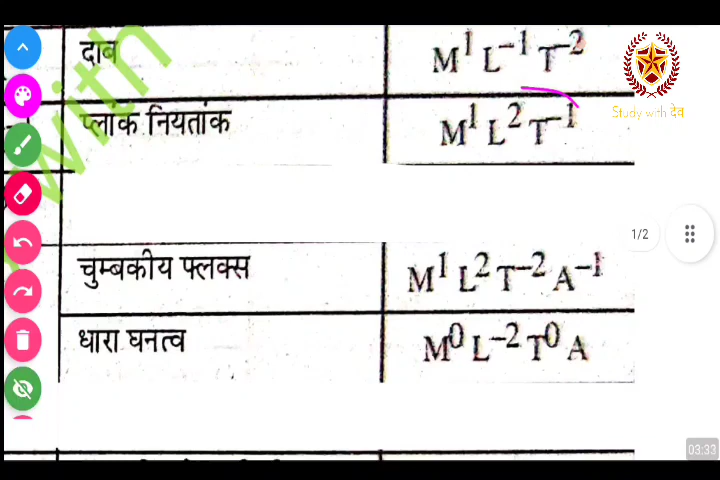 दाब M¹ L⁻¹ T⁻²
Study with देव
प्लांक नियतांक M¹ L² T⁻¹
with
1/2
चुम्बकीय फ्लक्स M¹ L² T⁻² A⁻¹
धारा घनत्व M⁰ L⁻² T⁰ A
03:33